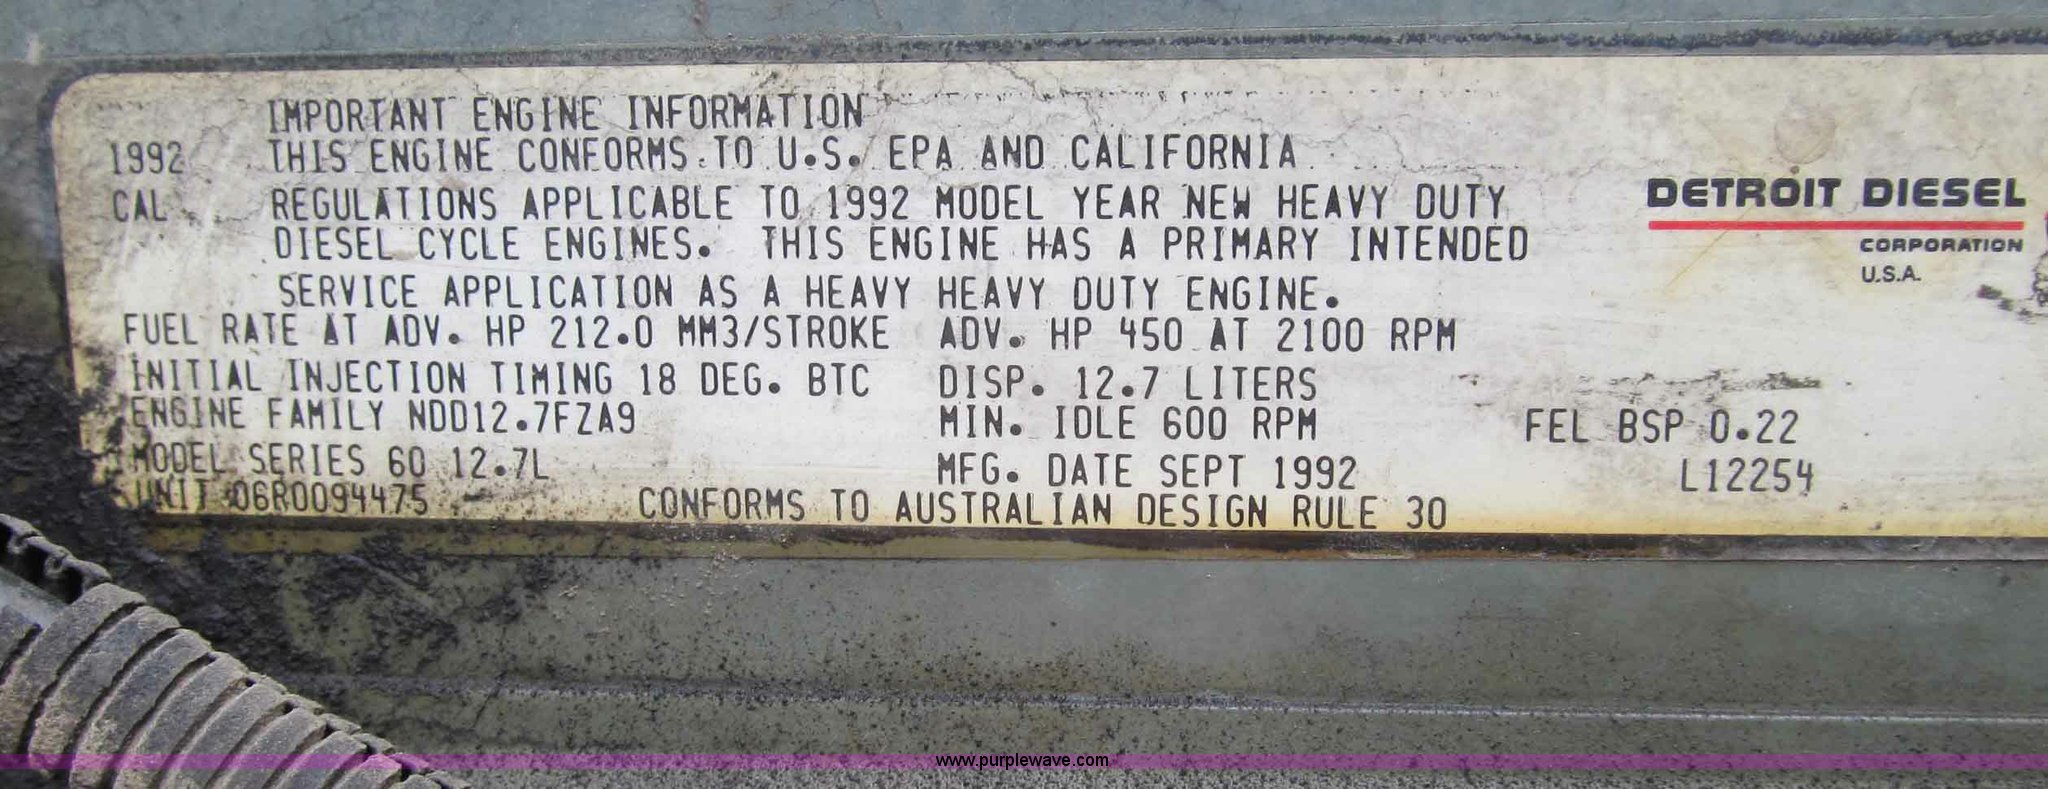 IMPORTANT ENGINE INFORMATION
1992 THIS ENGINE CONFORMS TO U.S. EPA AND CALIFORNIA
CAL REGULATIONS APPLICABLE TO 1992 MODEL YEAR NEW HEAVY DUTY
DIESEL CYCLE ENGINES. THIS ENGINE HAS A PRIMARY INTENDED
SERVICE APPLICATION AS A HEAVY HEAVY DUTY ENGINE.
DETROIT DIESEL
CORPORATION
U.S.A.
FUEL RATE AT ADV. HP 212.0 MM3/STROKE ADV. HP 450 AT 2100 RPM
INITIAL INJECTION TIMING 18 DEG. BTC DISP. 12.7 LITERS
ENGINE FAMILY NDD12.7FZA9 MIN. IDLE 600 RPM FEL BSP 0.22
MODEL SERIES 60 12.7L MFG. DATE SEPT 1992 L12254
UNIT 06R0094475 CONFORMS TO AUSTRALIAN DESIGN RULE 30
www.purplewave.com